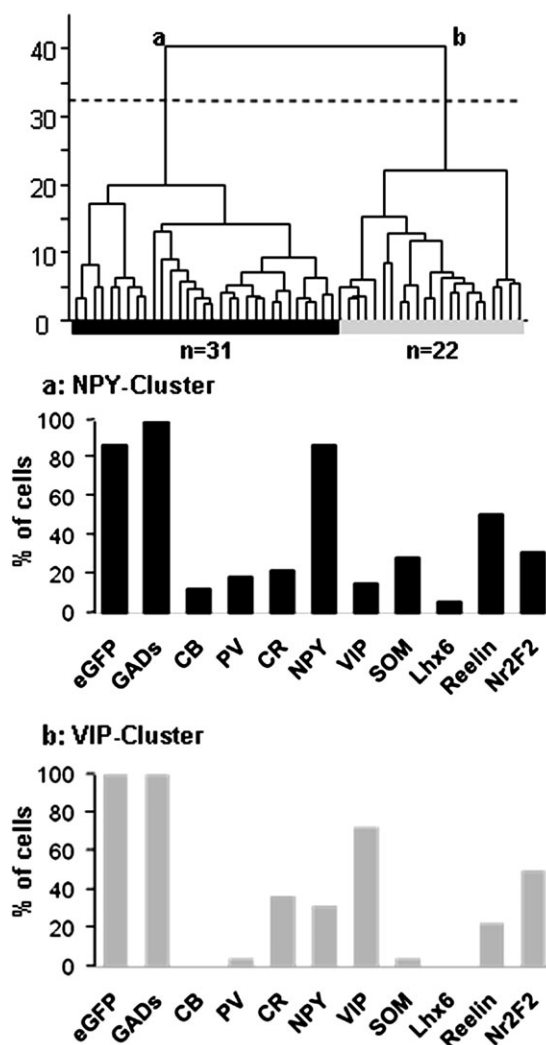 a b
40
30
20
10
0
n=31 n=22
a: NPY-Cluster
% of cells
100
80
60
40
20
0
eGFP GADs CB PV CR NPY VIP SOM Lhx6 Reelin Nr2F2
b: VIP-Cluster
% of cells
100
80
60
40
20
0
eGFP GADs CB PV CR NPY VIP SOM Lhx6 Reelin Nr2F2